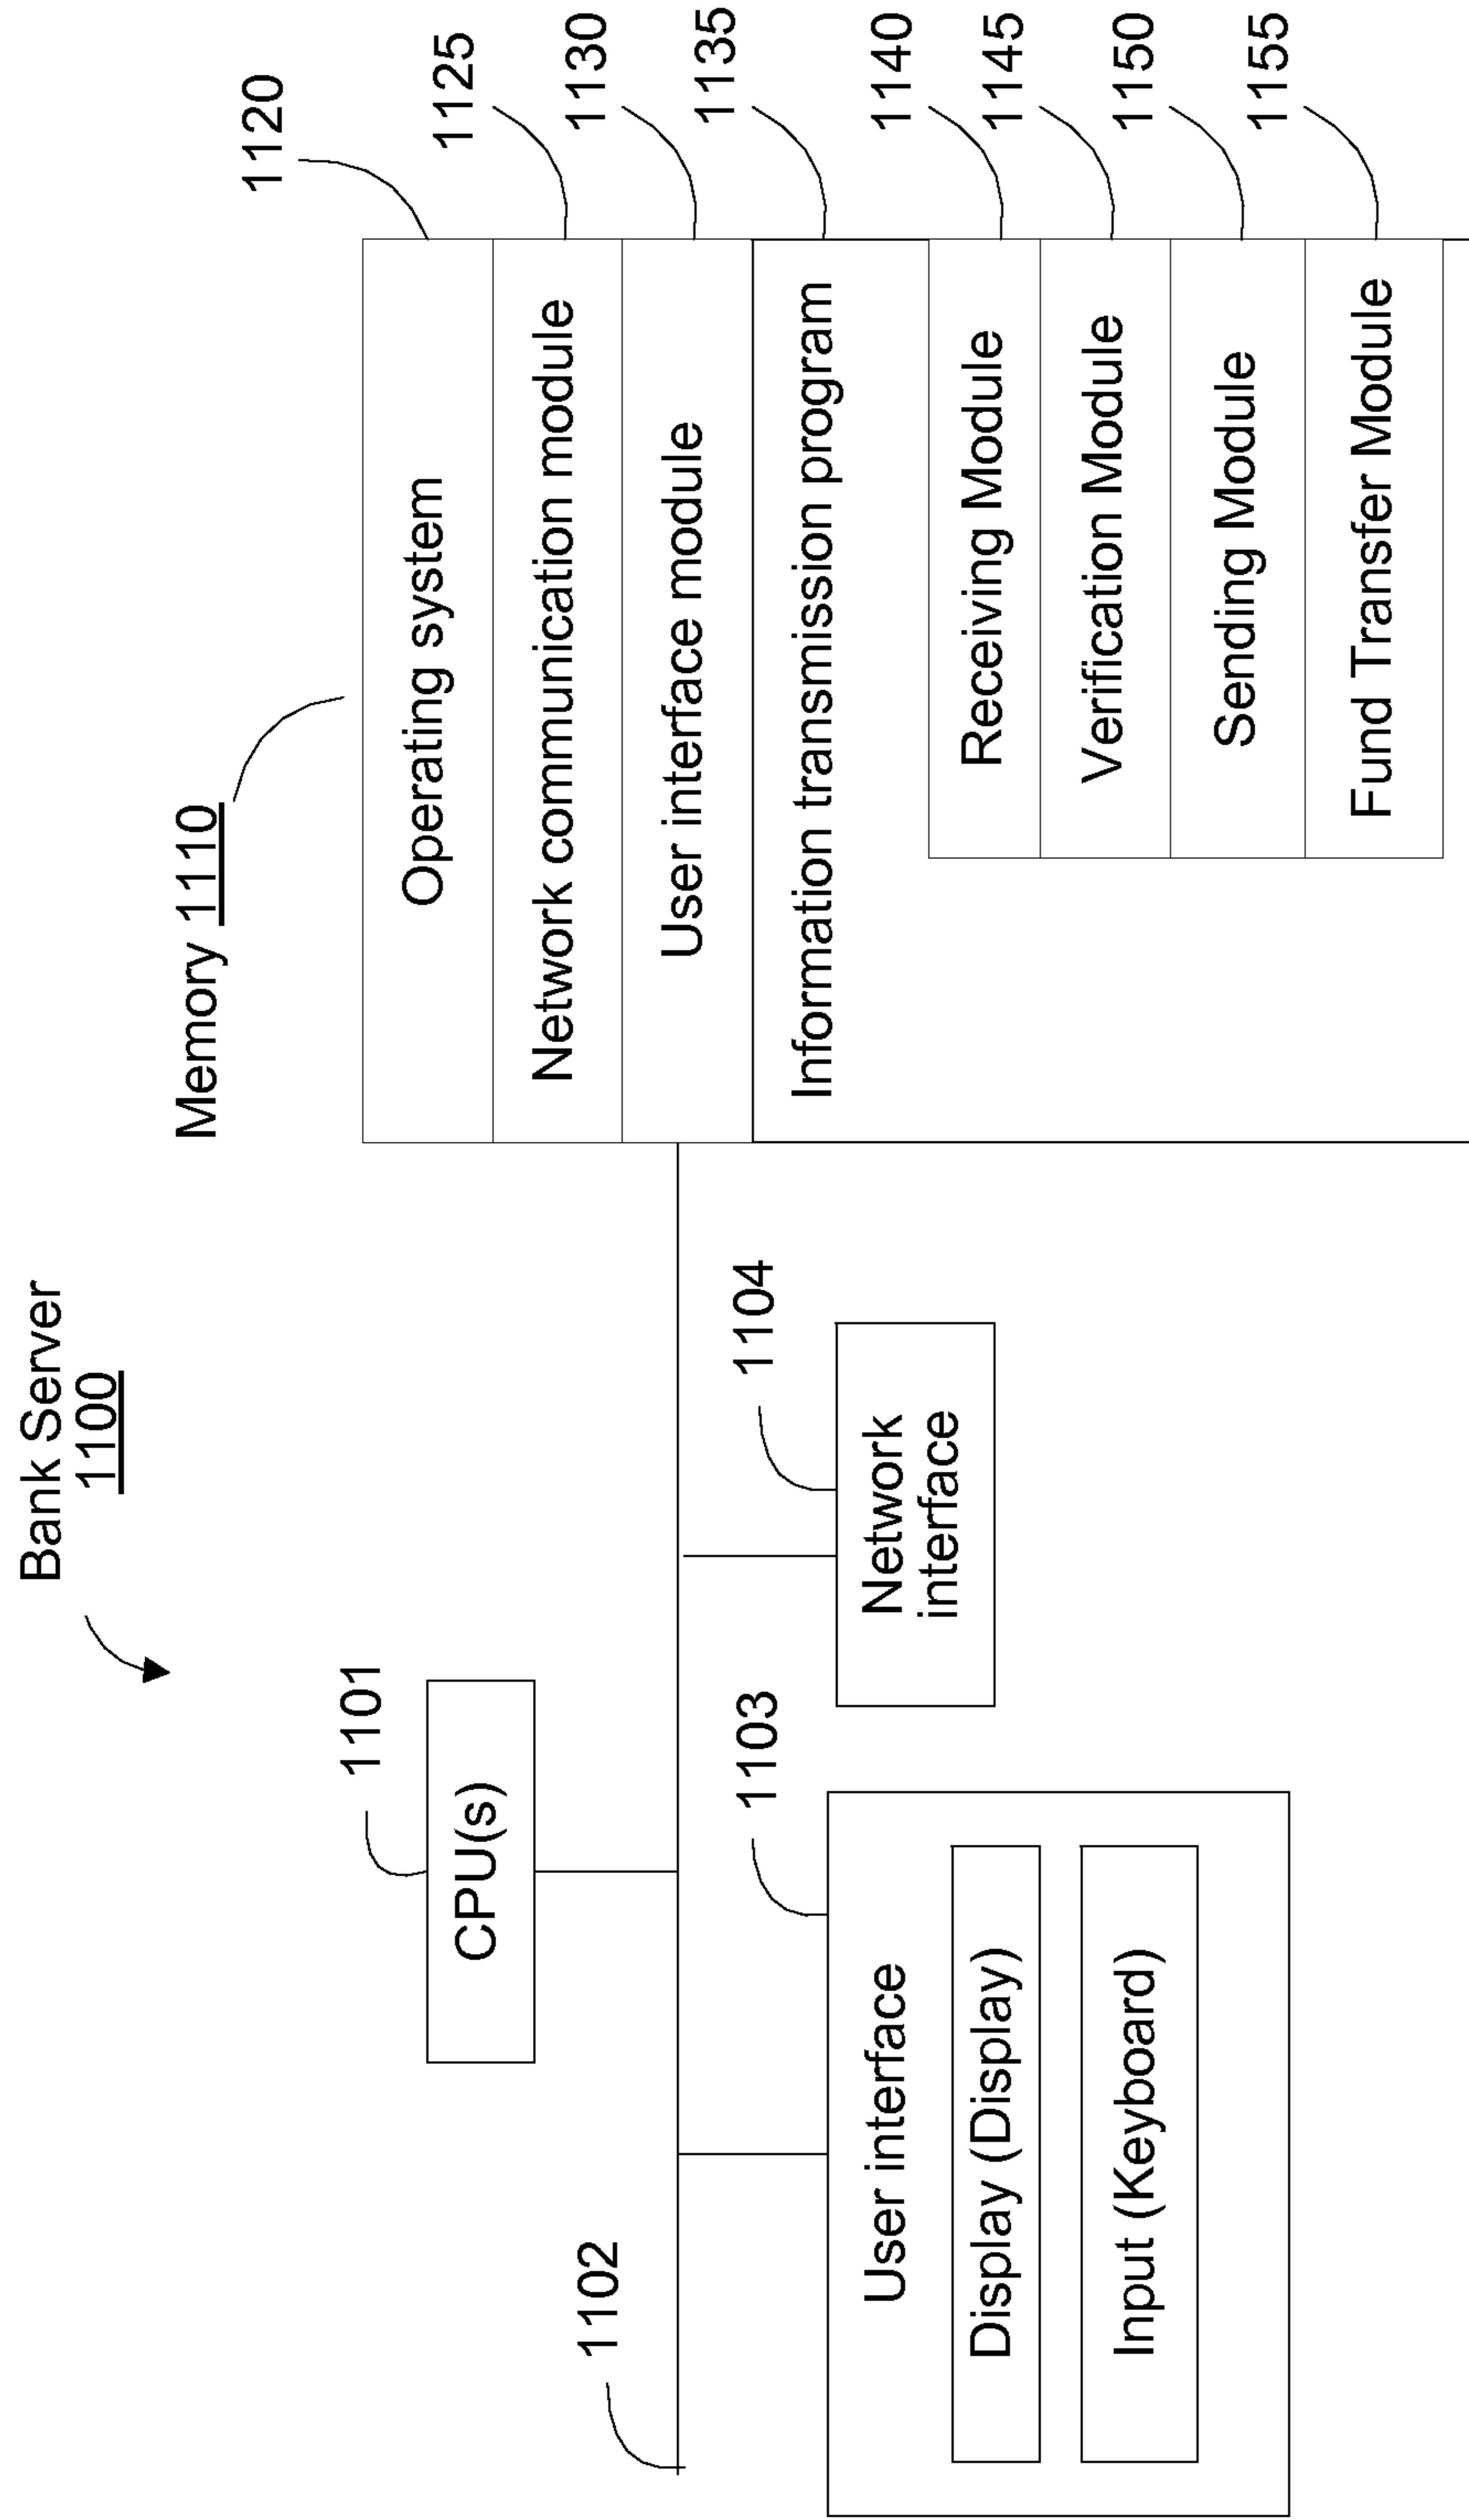 Bank Server
1100
Memory 1110
1120
Operating system
1125
Network communication module
1130
User interface module
1135
Information transmission program
1140
Receiving Module
1145
Verification Module
1150
Sending Module
1155
Fund Transfer Module
1101
CPU(s)
1102
1103
User interface
Display (Display)
Input (Keyboard)
1104
Network
interface